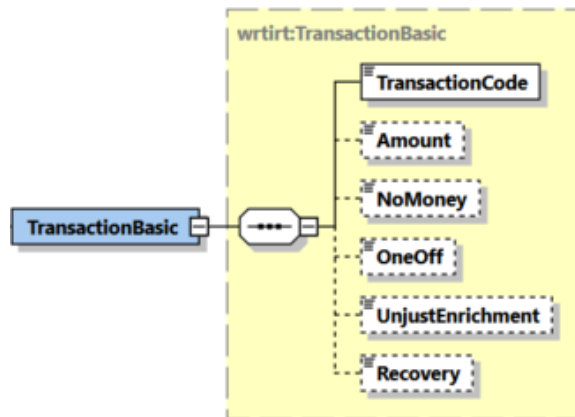 wrtirt:TransactionBasic
TransactionCode
Amount
NoMoney
TransactionBasic
OneOff
UnjustEnrichment
Recovery